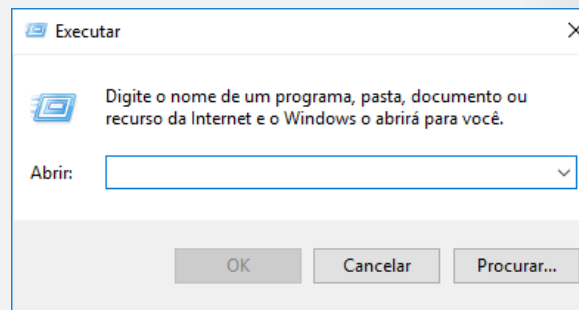 Executar
Digite o nome de um programa, pasta, documento ou
recurso da Internet e o Windows o abrirá para você.
Abrir:
OK Cancelar Procurar...